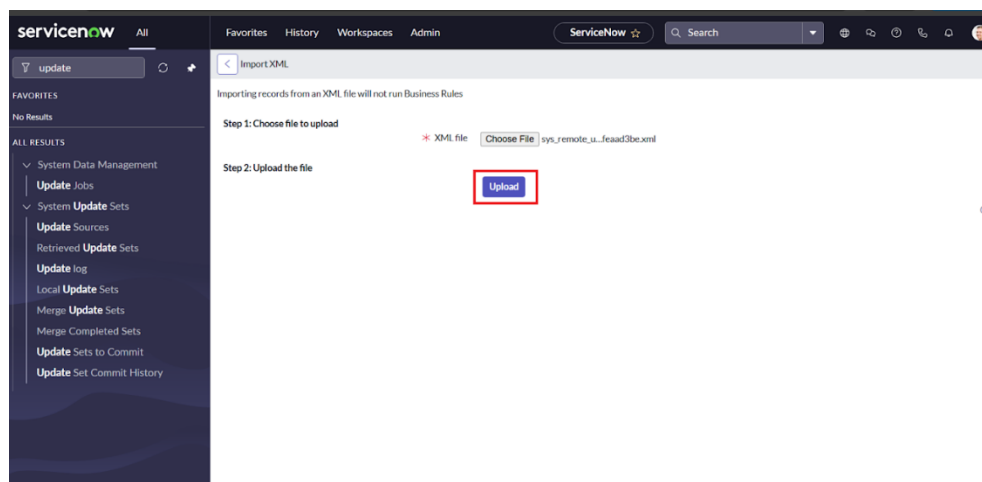 servicenow All Favorites History Workspaces Admin ServiceNow Search
update
Import XML
Importing records from an XML file will not run Business Rules
FAVORITES
No Results
Step 1: Choose file to upload
XML file Choose File sys_remote_u...feaad3be.xml
ALL RESULTS
System Data Management
Step 2: Upload the file
Update Jobs
Upload
System Update Sets
Update Sources
Retrieved Update Sets
Update log
Local Update Sets
Merge Update Sets
Merge Completed Sets
Update Sets to Commit
Update Set Commit History